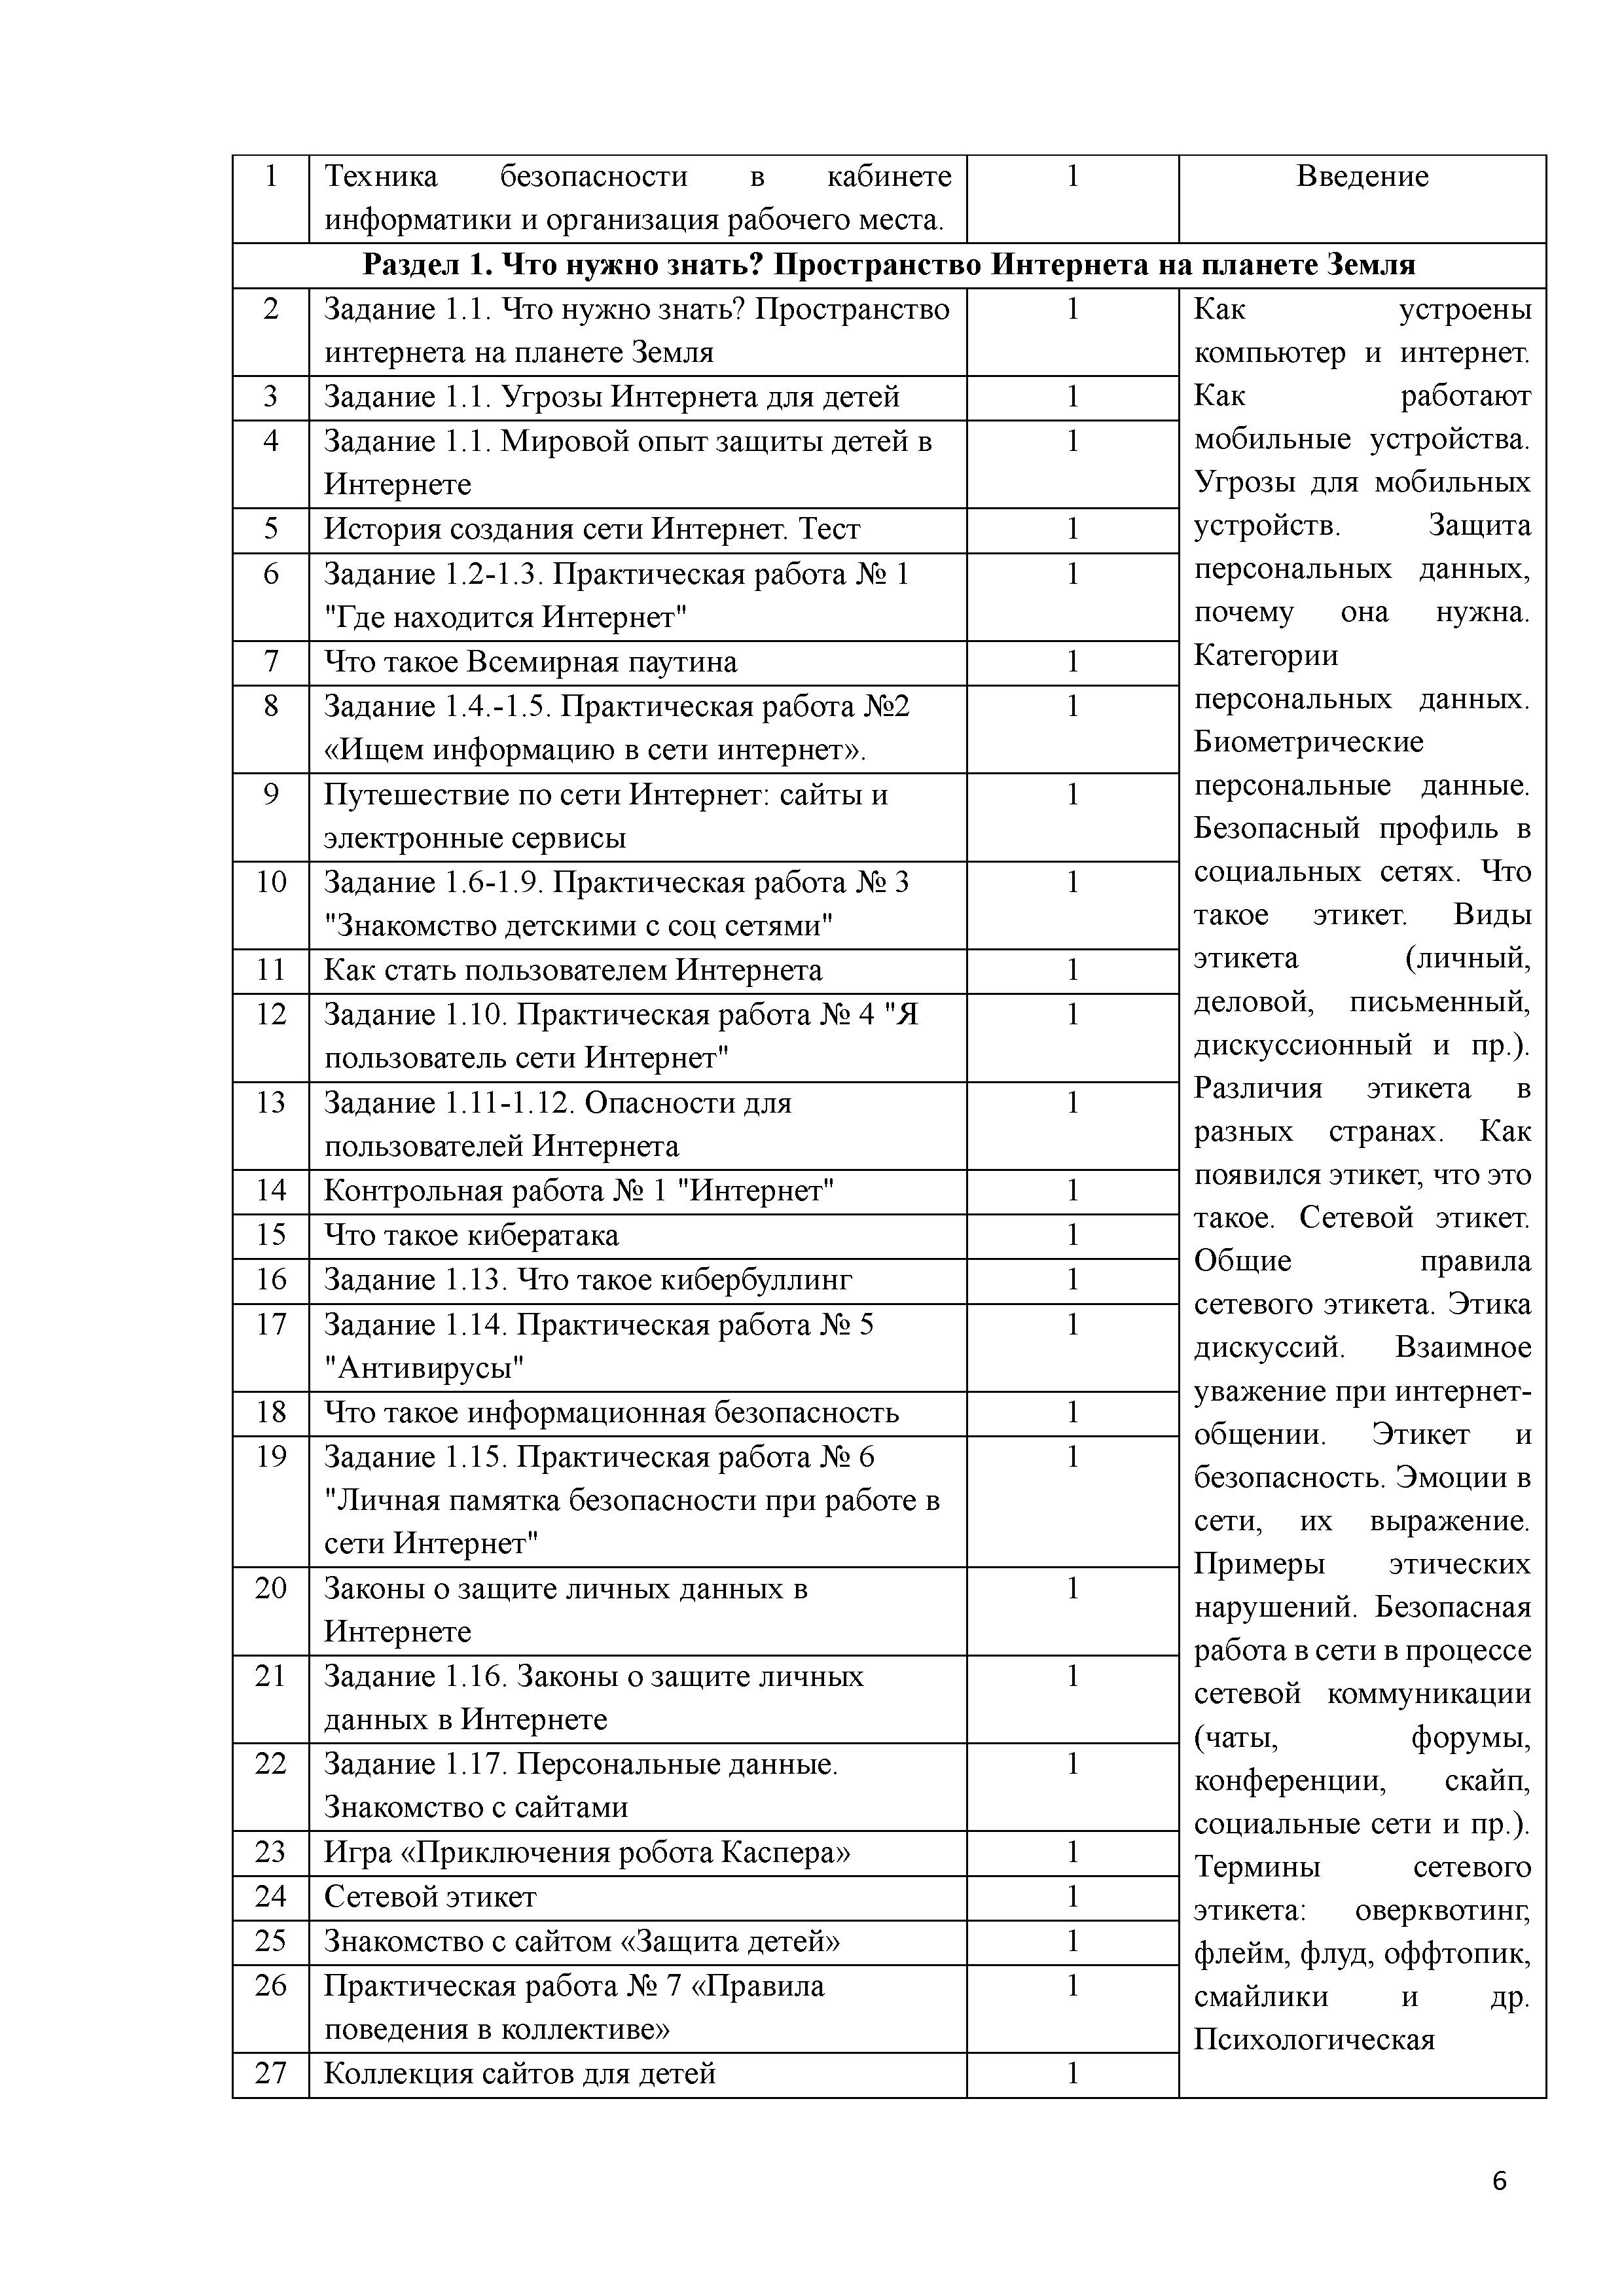 1 Техника безопасности в кабинете 1 Введение
информатики и организация рабочего места.
Раздел 1. Что нужно знать? Пространство Интернета на планете Земля
2 Задание 1.1. Что нужно знать? Пространство 1
интернета на планете Земля
3 Задание 1.1. Угрозы Интернета для детей 1
4 Задание 1.1. Мировой опыт защиты детей в 1
Интернете
5 История создания сети Интернет. Тест 1
6 Задание 1.2-1.3. Практическая работа № 1 1
"Где находится Интернет"
7 Что такое Всемирная паутина 1
8 Задание 1.4.-1.5. Практическая работа №2 1
«Ищем информацию в сети интернет».
9 Путешествие по сети Интернет: сайты и 1
электронные сервисы
10 Задание 1.6-1.9. Практическая работа № 3 1
"Знакомство детскими с соц сетями"
11 Как стать пользователем Интернета 1
12 Задание 1.10. Практическая работа № 4 "Я 1
пользователь сети Интернет"
13 Задание 1.11-1.12. Опасности для 1
пользователей Интернета
14 Контрольная работа № 1 "Интернет" 1
15 Что такое кибератака 1
16 Задание 1.13. Что такое кибербуллинг 1
17 Задание 1.14. Практическая работа № 5 1
"Антивирусы"
18 Что такое информационная безопасность 1
19 Задание 1.15. Практическая работа № 6 1
"Личная памятка безопасности при работе в
сети Интернет"
20 Законы о защите личных данных в 1
Интернете
21 Задание 1.16. Законы о защите личных 1
данных в Интернете
22 Задание 1.17. Персональные данные. 1
Знакомство с сайтами
23 Игра «Приключения робота Каспера» 1
24 Сетевой этикет 1
25 Знакомство с сайтом «Защита детей» 1
26 Практическая работа № 7 «Правила 1
поведения в коллективе»
27 Коллекция сайтов для детей 1
Как устроены
компьютер и интернет.
Как работают
мобильные устройства.
Угрозы для мобильных
устройств. Защита
персональных данных,
почему она нужна.
Категории
персональных данных.
Биометрические
персональные данные.
Безопасный профиль в
социальных сетях. Что
такое этикет. Виды
этикета (личный,
деловой, письменный,
дискуссионный и пр.).
Различия этикета в
разных странах. Как
появился этикет, что это
такое. Сетевой этикет.
Общие правила
сетевого этикета. Этика
дискуссий. Взаимное
уважение при интернет-
общении. Этикет и
безопасность. Эмоции в
сети, их выражение.
Примеры этических
нарушений. Безопасная
работа в сети в процессе
сетевой коммуникации
(чаты, форумы,
конференции, скайп,
социальные сети и пр.).
Термины сетевого
этикета: оверквотинг,
флейм, флуд, оффтопик,
смайлики и др.
Психологическая
6